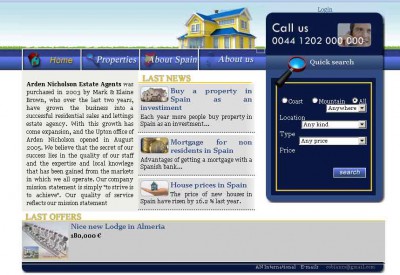 Login
Call us
0044 1202 000 000
Home
Properties
About Spain
About us
Quick search
Arden Nicholson Estate Agents was
purchased in 2003 by Mark & Elaine
Brown, who over the last two years,
have grown the business into a
successful residential sales and lettings
estate agency. With this growth has
come expansion, and the Upton office of
Arden Nicholson opened in August
2005. We believe that the secret of our
success lies in the quality of our staff
and the expertise and local knowlege
that has been gained from the markets
in which we all operate. Our company
mission statement is simply "to strive is
to achieve". Our quality of service
reflects our mission statement
LAST NEWS
Buy a property in
Spain as an
investment
Each year more people buy property in
Spain as an investment...
Mortgage for non
residents in Spain
Advantages of getting a mortgage with a
Spanish bank...
House prices in Spain
The price of new houses in
Spain have risen by 16.2 % last year.
Coast Mountain All
Anywhere
Location
Any kind
Type
Any price
Price
search
LAST OFFERS
Nice new Lodge in Almeria
180,000 €
International E-mail: